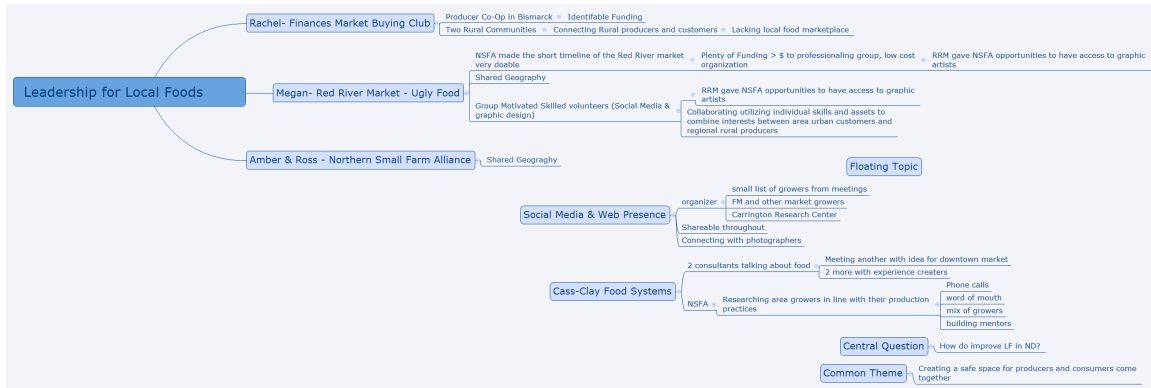 Rachel- Finances Market Buying Club
Producer Co-Op in Bismarck
Identifable Funding
Two Rural Communities
Connecting Rural producers and customers
Lacking local food marketplace
Leadership for Local Foods
Megan- Red River Market - Ugly Food
NSFA made the short timeline of the Red River market
very doable
Plenty of Funding > $ to professionaling group, low cost
organization
RRM gave NSFA opportunities to have access to graphic
artists
Shared Geography
Group Motivated Skilled volunteers (Social Media &
graphic design)
RRM gave NSFA opportunities to have access to graphic
artists
Collaborating utilizing individual skills and assets to
combine interests between area urban customers and
regional rural producers
Amber & Ross - Northern Small Farm Alliance
Shared Geograghy
Floating Topic
Social Media & Web Presence
organizer
small list of growers from meetings
FM and other market growers
Carrington Research Center
Shareable throughout
Connecting with photographers
Cass-Clay Food Systems
2 consultants talking about food
Meeting another with idea for downtown market
2 more with experience creaters
NSFA
Researching area growers in line with their production
practices
Phone calls
word of mouth
mix of growers
building mentors
Central Question
How do improve LF in ND?
Common Theme
Creating a safe space for producers and consumers come
together